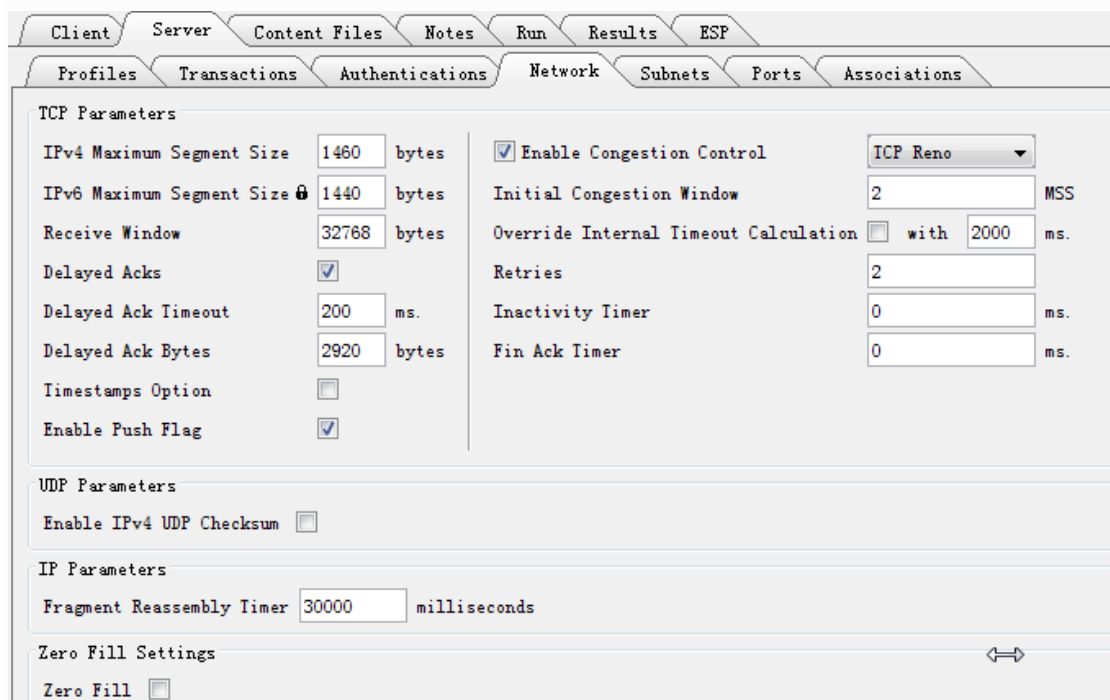 Client Server Content Files Notes Run Results ESP
Profiles Transactions Authentications Network Subnets Ports Associations
TCP Parameters
IPv4 Maximum Segment Size 1460 bytes
Enable Congestion Control TCP Reno
IPv6 Maximum Segment Size 1440 bytes
Initial Congestion Window 2 MSS
Receive Window 32768 bytes
Override Internal Timeout Calculation with 2000 ms.
Delayed Acks
Retries 2
Delayed Ack Timeout 200 ms.
Inactivity Timer 0 ms.
Delayed Ack Bytes 2920 bytes
Fin Ack Timer 0 ms.
Timestamps Option
Enable Push Flag
UDP Parameters
Enable IPv4 UDP Checksum
IP Parameters
Fragment Reassembly Timer 30000 milliseconds
Zero Fill Settings
Zero Fill